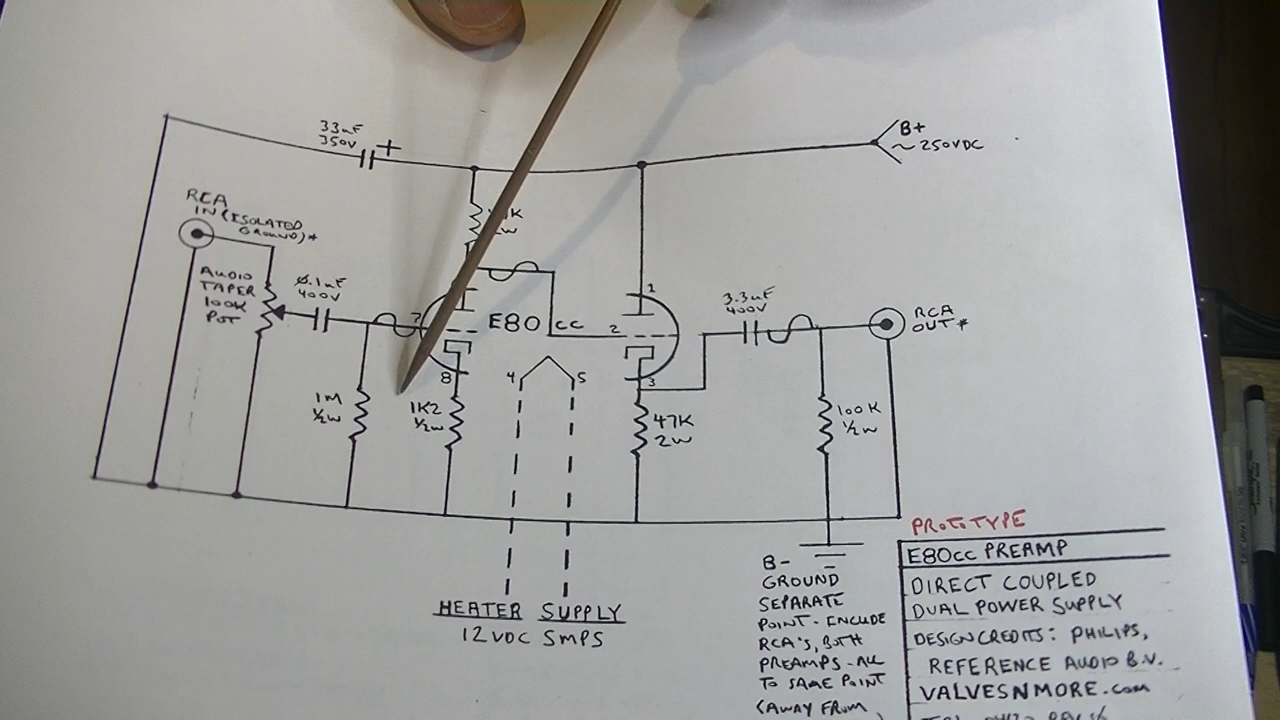 33uF
350V
+
B+
~250VDC
RCA
IN (ISOLATED
GROUND)*
2W
AUDIO
TAPER
100K
POT
0.1uF
400V
7
E80 CC
2
1
3.3uF
400V
RCA
OUT*
8
4
5
3
1M
½W
1K2
½W
47K
2W
100K
½W
HEATER SUPPLY
12VDC SMPS
B-
GROUND
SEPARATE
POINT - INCLUDE
RCA'S, BOTH
PREAMPS - ALL
TO SAME POINT
(AWAY FROM
PROTOTYPE
E80CC PREAMP
DIRECT COUPLED
DUAL POWER SUPPLY
DESIGN CREDITS: PHILIPS,
REFERENCE AUDIO B.V.
VALVESNMORE.com